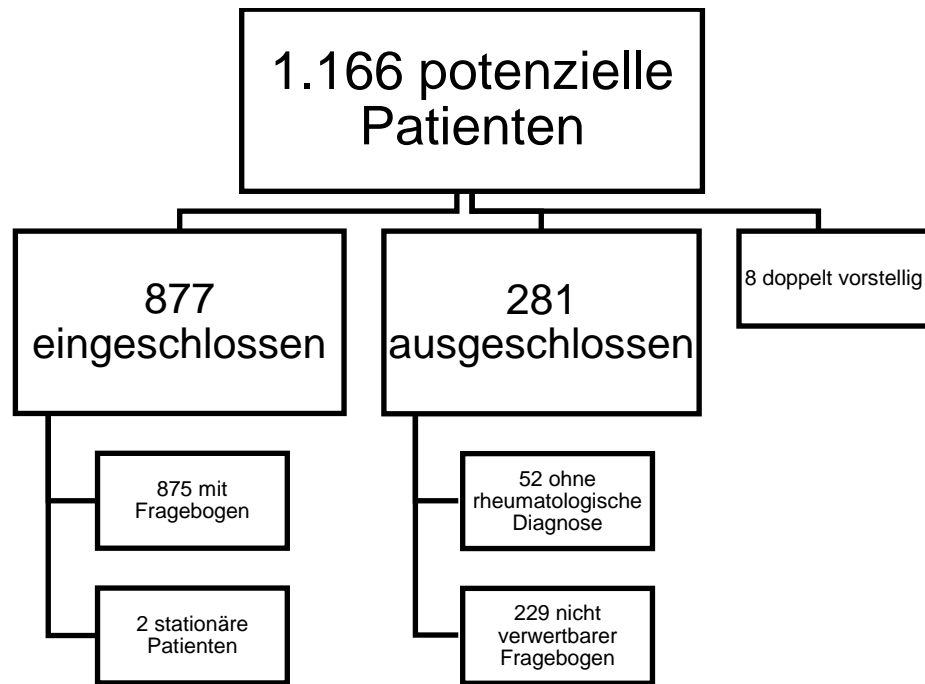 1.166 potenzielle
Patienten
877
eingeschlossen
281
ausgeschlossen
8 doppelt vorstellig
875 mit
Fragebogen
2 stationäre
Patienten
52 ohne
rheumatologische
Diagnose
229 nicht
verwertbarer
Fragebogen